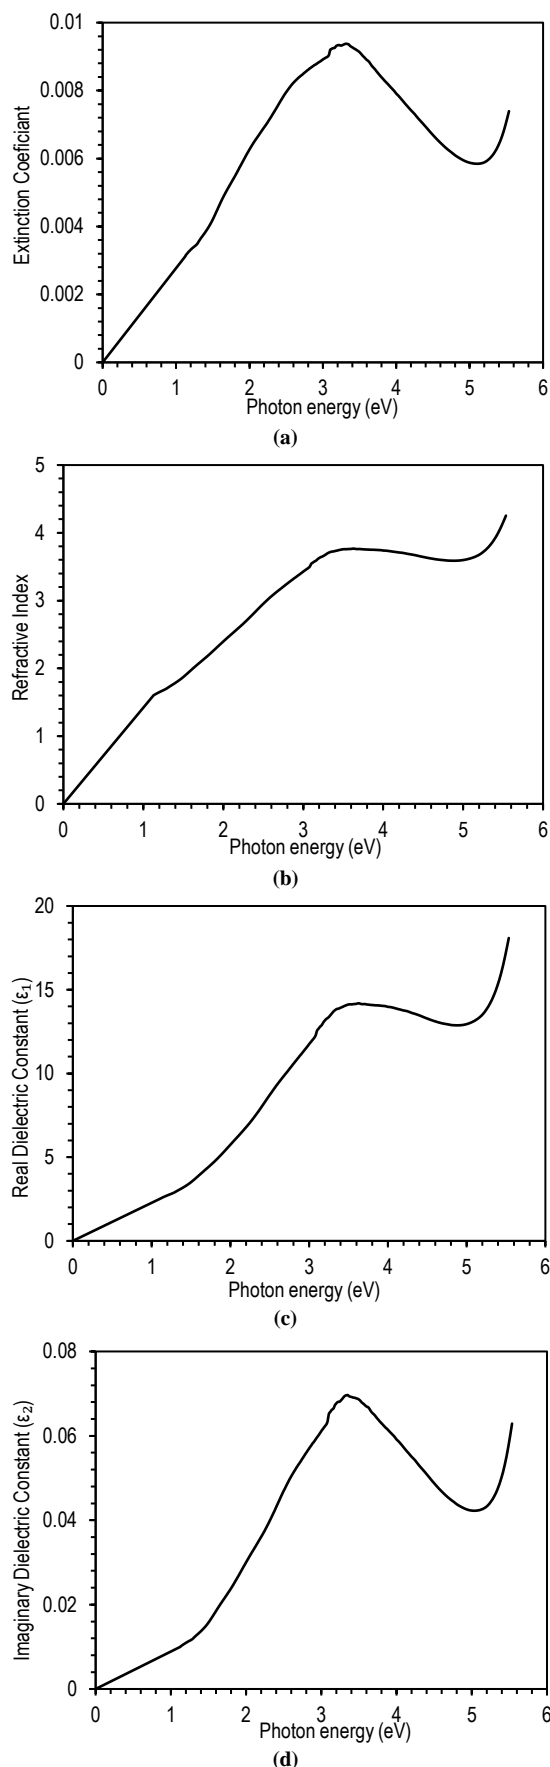 0.01
0.008
0.006
0.004
0.002
0
Extinction Coeficiant
0 1 2 3 4 5 6
Photon energy (eV)
(a)
5
4
3
2
1
0
Refractive Index
0 1 2 3 4 5 6
Photon energy (eV)
(b)
20
15
10
5
0
Real Dielectric Constant (ε₁)
0 1 2 3 4 5 6
Photon energy (eV)
(c)
0.08
0.06
0.04
0.02
0
Imaginary Dielectric Constant (ε₂)
0 1 2 3 4 5 6
Photon energy (eV)
(d)